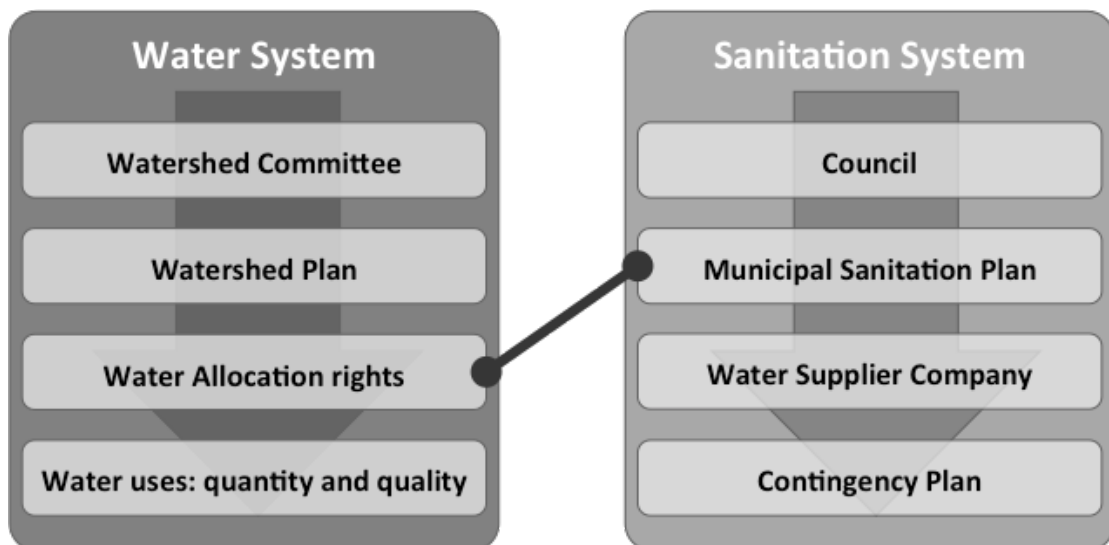 Water System
Watershed Committee
Watershed Plan
Water Allocation rights
Water uses: quantity and quality
Sanitation System
Council
Municipal Sanitation Plan
Water Supplier Company
Contingency Plan